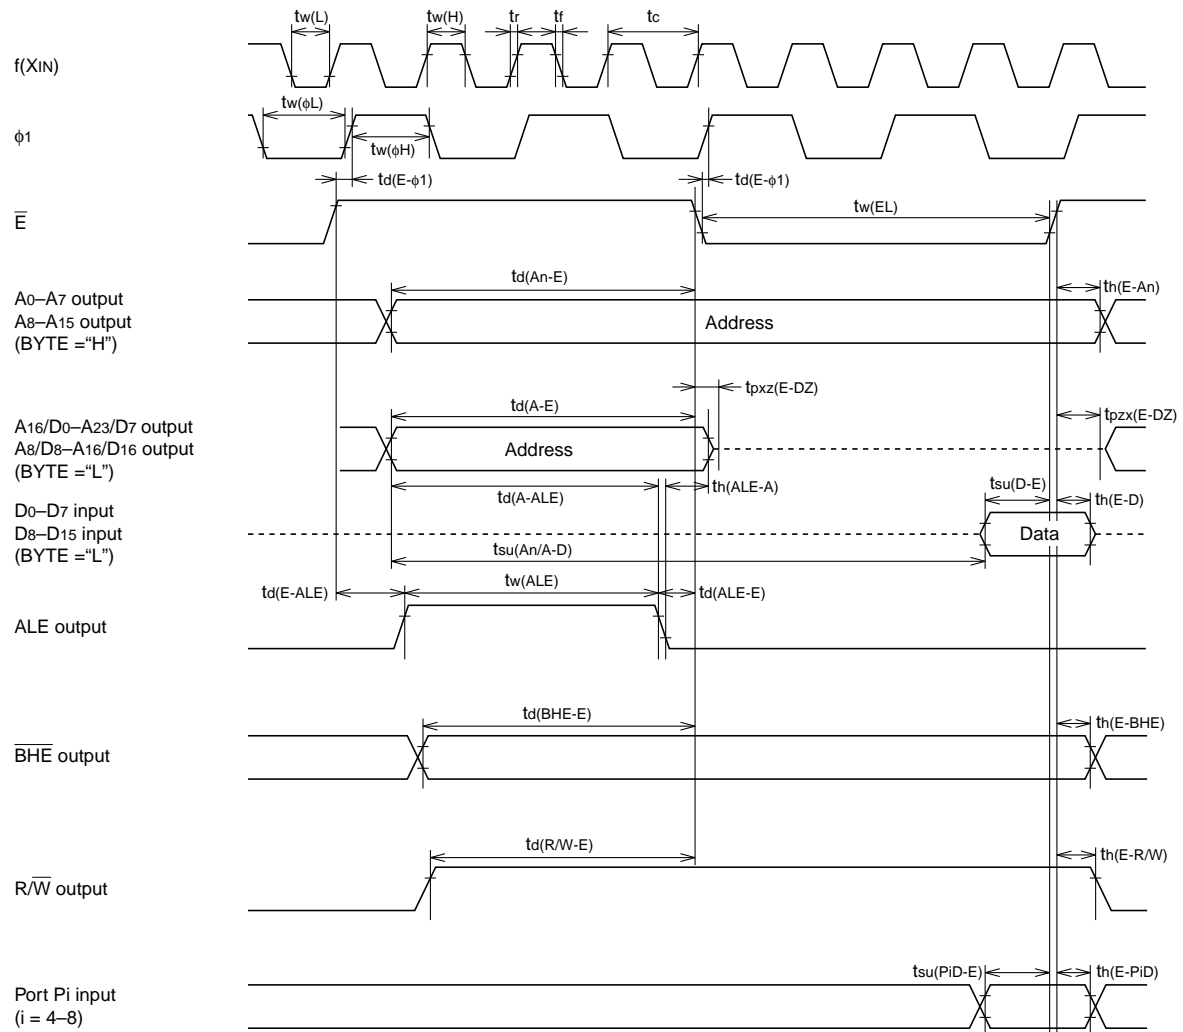 tw(L) tw(H) tr tf tc
f(XIN)
tw(ϕL)
ϕ1
tw(ϕH)
td(E-ϕ1) td(E-ϕ1)
E̅ tw(EL)
td(An-E) th(E-An)
A0–A7 output
A8–A15 output
(BYTE =“H”)
Address
tpxz(E-DZ)
td(A-E) tpzx(E-DZ)
A16/D0–A23/D7 output
A8/D8–A16/D16 output
(BYTE =“L”)
Address
tsu(D-E)
td(A-ALE) th(ALE-A) th(E-D)
D0–D7 input
D8–D15 input
(BYTE =“L”)
Data
tsu(An/A-D)
td(E-ALE) tw(ALE) td(ALE-E)
ALE output
td(BHE-E) th(E-BHE)
B̅H̅E̅ output
td(R/W-E) th(E-R/W)
R/W̅ output
tsu(PiD-E) th(E-PiD)
Port Pi input
(i = 4–8)